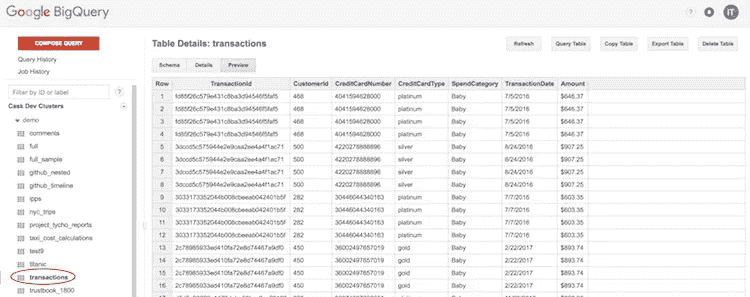 Google BigQuery
? IT
COMPOSE QUERY
Query History
Job History
Filter by ID or label ?
Cask Dev Clusters
demo
comments
full
full_sample
github_nested
github_timeline
ipps
nyc_trips
project_tycho_reports
taxi_cost_calculations
test9
titanic
transactions
trustbook_1800
Table Details: transactions
Refresh Query Table Copy Table Export Table Delete Table
Schema Details Preview
Row TransactionId CustomerId CreditCardNumber CreditCardType SpendCategory TransactionDate Amount
1 fd85f26c579e431c8ba3d94546f5faf5 468 4041594628000 platinum Baby 7/5/2016 $646.37
2 fd85f26c579e431c8ba3d94546f5faf5 468 4041594628000 platinum Baby 7/5/2016 $646.37
3 fd85f26c579e431c8ba3d94546f5faf5 468 4041594628000 platinum Baby 7/5/2016 $646.37
4 fd85f26c579e431c8ba3d94546f5faf5 468 4041594628000 platinum Baby 7/5/2016 $646.37
5 3dccd5c575944e2e9caa2ee4a4f1ac71 500 4220278888896 silver Baby 8/24/2016 $907.25
6 3dccd5c575944e2e9caa2ee4a4f1ac71 500 4220278888896 silver Baby 8/24/2016 $907.25
7 3dccd5c575944e2e9caa2ee4a4f1ac71 500 4220278888896 silver Baby 8/24/2016 $907.25
8 3dccd5c575944e2e9caa2ee4a4f1ac71 500 4220278888896 silver Baby 8/24/2016 $907.25
9 3033173352044b008cbeeab042401b5f 282 30446044340163 platinum Baby 7/7/2016 $603.35
10 3033173352044b008cbeeab042401b5f 282 30446044340163 platinum Baby 7/7/2016 $603.35
11 3033173352044b008cbeeab042401b5f 282 30446044340163 platinum Baby 7/7/2016 $603.35
12 3033173352044b008cbeeab042401b5f 282 30446044340163 platinum Baby 7/7/2016 $603.35
13 2c78985933ed410fa72e8d74467a9df0 450 36002497657019 gold Baby 2/22/2017 $893.74
14 2c78985933ed410fa72e8d74467a9df0 450 36002497657019 gold Baby 2/22/2017 $893.74
15 2c78985933ed410fa72e8d74467a9df0 450 36002497657019 gold Baby 2/22/2017 $893.74
16 2c78985933ed410fa72e8d74467a9df0 450 36002497657019 gold Baby 2/22/2017 $893.74